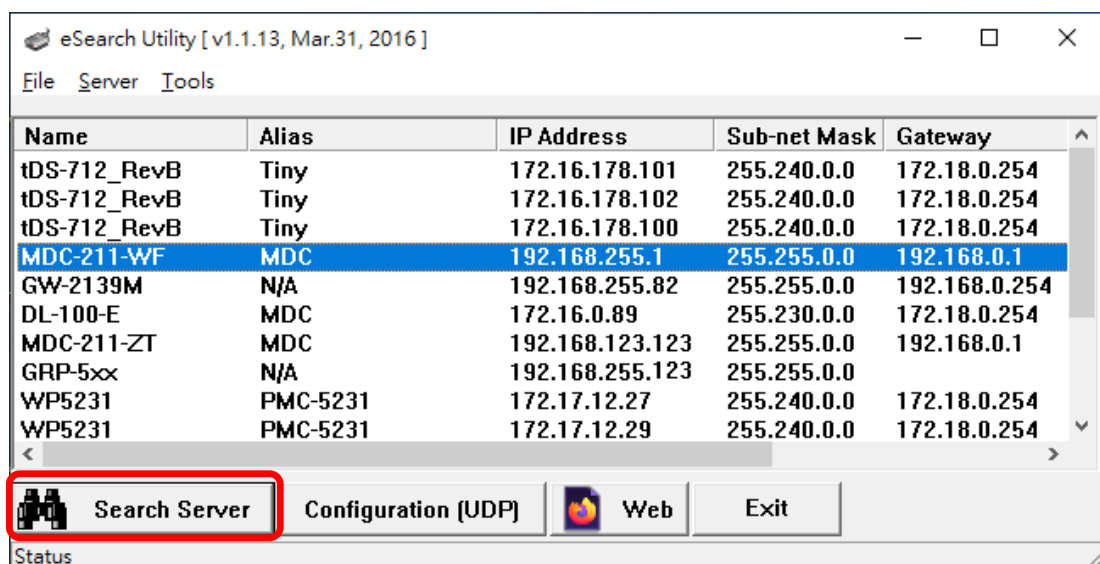 eSearch Utility [ v1.1.13, Mar.31, 2016 ]
File Server Tools
Name Alias IP Address Sub-net Mask Gateway
tDS-712_RevB Tiny 172.16.178.101 255.240.0.0 172.18.0.254
tDS-712_RevB Tiny 172.16.178.102 255.240.0.0 172.18.0.254
tDS-712_RevB Tiny 172.16.178.100 255.240.0.0 172.18.0.254
MDC-211-WF MDC 192.168.255.1 255.255.0.0 192.168.0.1
GW-2139M N/A 192.168.255.82 255.255.0.0 192.168.0.254
DL-100-E MDC 172.16.0.89 255.230.0.0 172.18.0.254
MDC-211-ZT MDC 192.168.123.123 255.255.0.0 192.168.0.1
GRP-5xx N/A 192.168.255.123 255.255.0.0
WP5231 PMC-5231 172.17.12.27 255.240.0.0 172.18.0.254
WP5231 PMC-5231 172.17.12.29 255.240.0.0 172.18.0.254
Search Server Configuration (UDP) Web Exit
Status